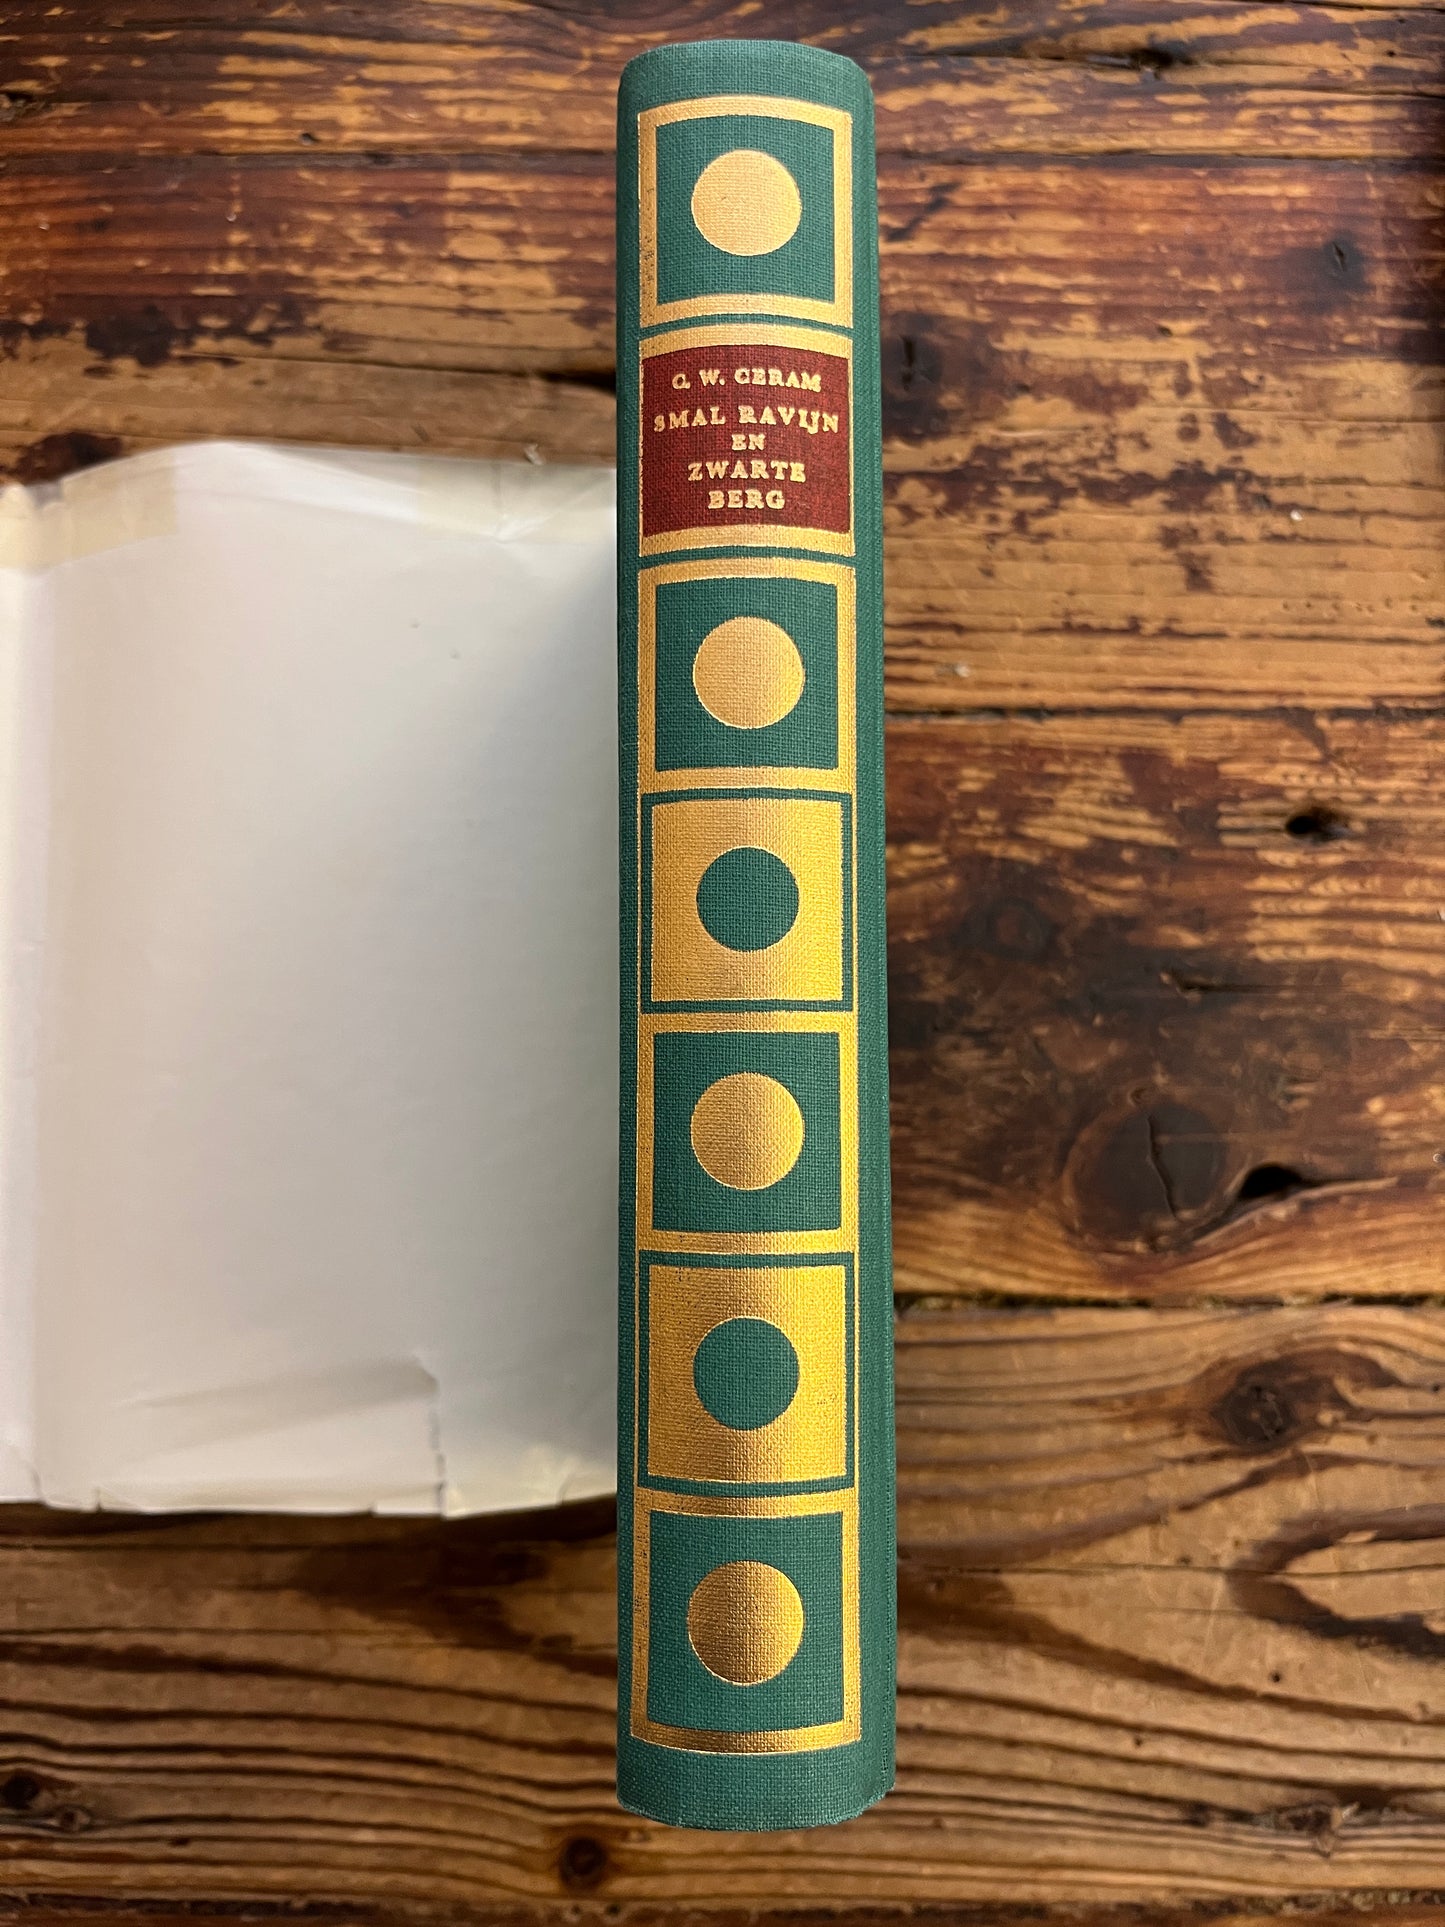 C. W. CERAM
SMAL RAVIJN
EN
ZWARTE
BERG